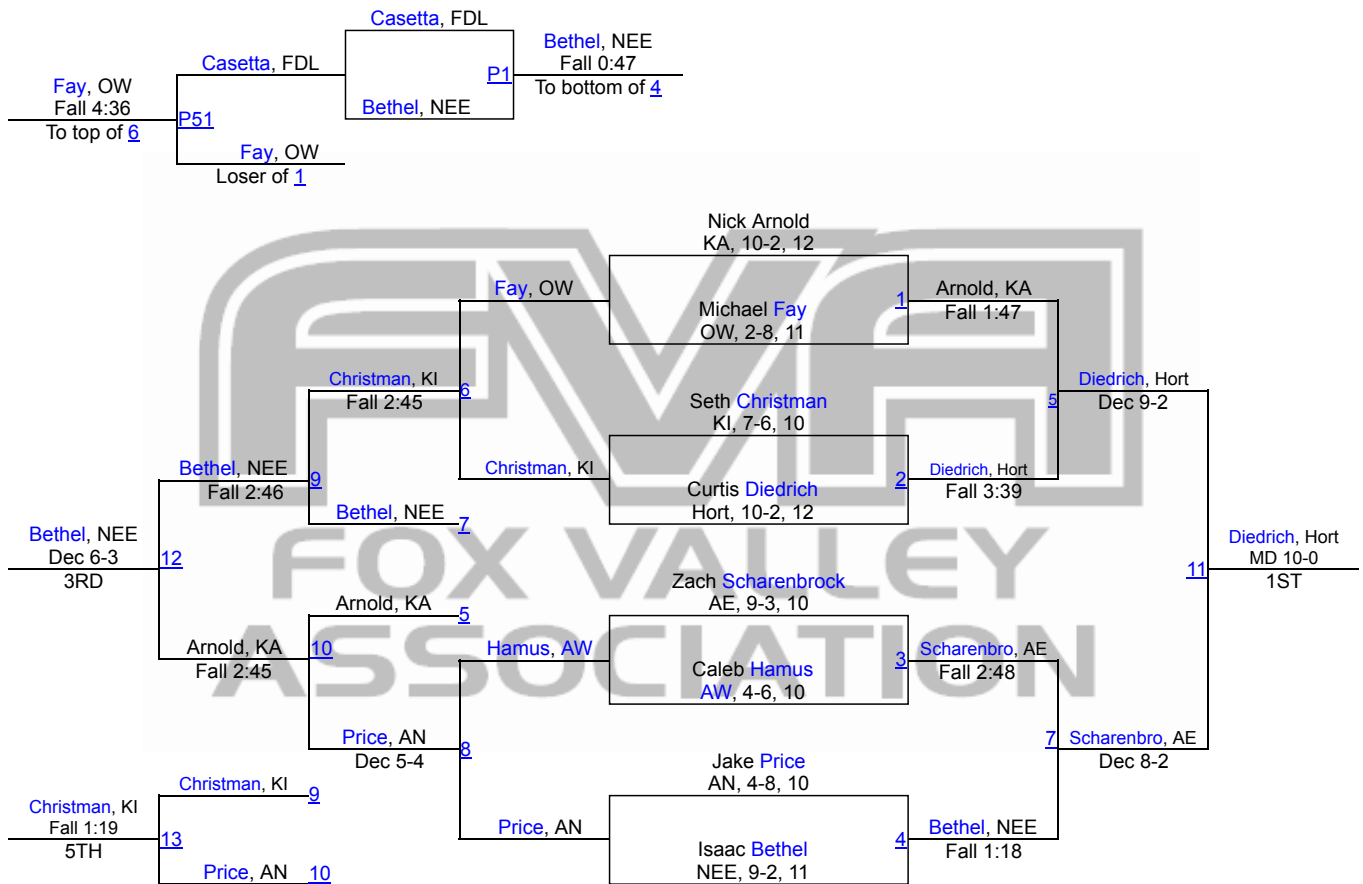 Casetta, FDL
Bethel, NEE
Casetta, FDL
Fall 0:47
P1
To bottom of 4
Fay, OW
Fall 4:36
Bethel, NEE
P51
To top of 6
Fay, OW
Loser of 1
Nick Arnold
KA, 10-2, 12
Fay, OW
1
Arnold, KA
Michael Fay
Fall 1:47
OW, 2-8, 11
Christman, KI
6
Fall 2:45
Diedrich, Hort
5
Dec 9-2
Seth Christman
KI, 7-6, 10
Bethel, NEE
9
Fall 2:46
Christman, KI
2
Diedrich, Hort
Curtis Diedrich
Fall 3:39
Hort, 10-2, 12
Bethel, NEE
7
Bethel, NEE
Dec 6-3
12
3RD
FVA
FOX VALLEY
ASSOCIATION
Diedrich, Hort
11
MD 10-0
1ST
Zach Scharenbrock
AE, 9-3, 10
Arnold, KA
5
Arnold, KA
10
Fall 2:45
Hamus, AW
3
Scharenbro, AE
Caleb Hamus
Fall 2:48
AW, 4-6, 10
Price, AN
8
Dec 5-4
7
Scharenbro, AE
Dec 8-2
Jake Price
AN, 4-8, 10
Christman, KI
9
Christman, KI
Fall 1:19
13
5TH
Price, AN
4
Bethel, NEE
Isaac Bethel
Fall 1:18
NEE, 9-2, 11
Price, AN
10